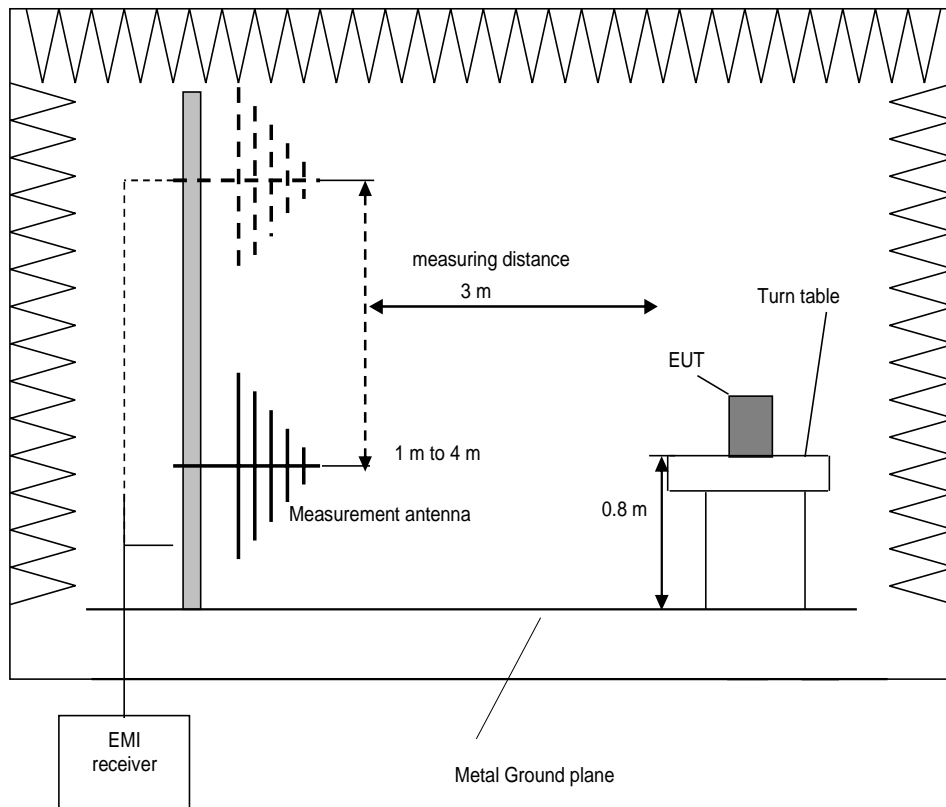 measuring distance
3 m
Turn table
EUT
1 m to 4 m
0.8 m
Measurement antenna
EMI
receiver
Metal Ground plane